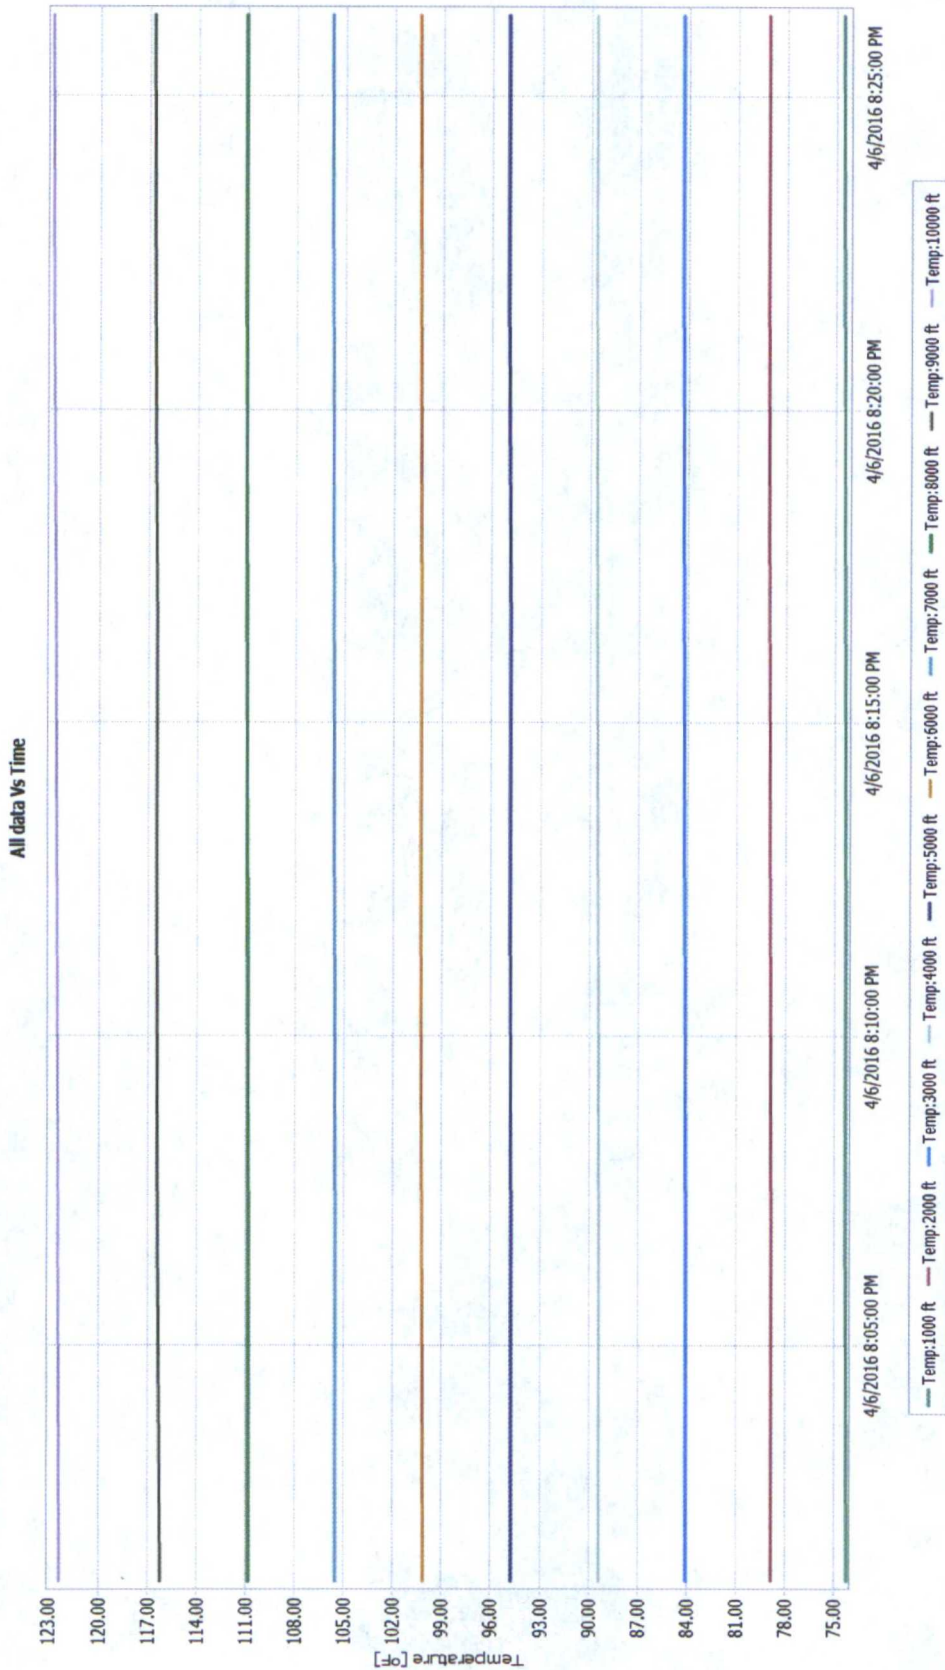 All data Vs Time
Temperature [°F]
123.00
120.00
117.00
114.00
111.00
108.00
105.00
102.00
99.00
96.00
93.00
90.00
87.00
84.00
81.00
78.00
75.00
4/6/2016 8:05:00 PM
4/6/2016 8:10:00 PM
4/6/2016 8:15:00 PM
4/6/2016 8:20:00 PM
4/6/2016 8:25:00 PM
Temp:1000 ft Temp:2000 ft Temp:3000 ft Temp:4000 ft Temp:5000 ft Temp:6000 ft Temp:7000 ft Temp:8000 ft Temp:9000 ft Temp:10000 ft